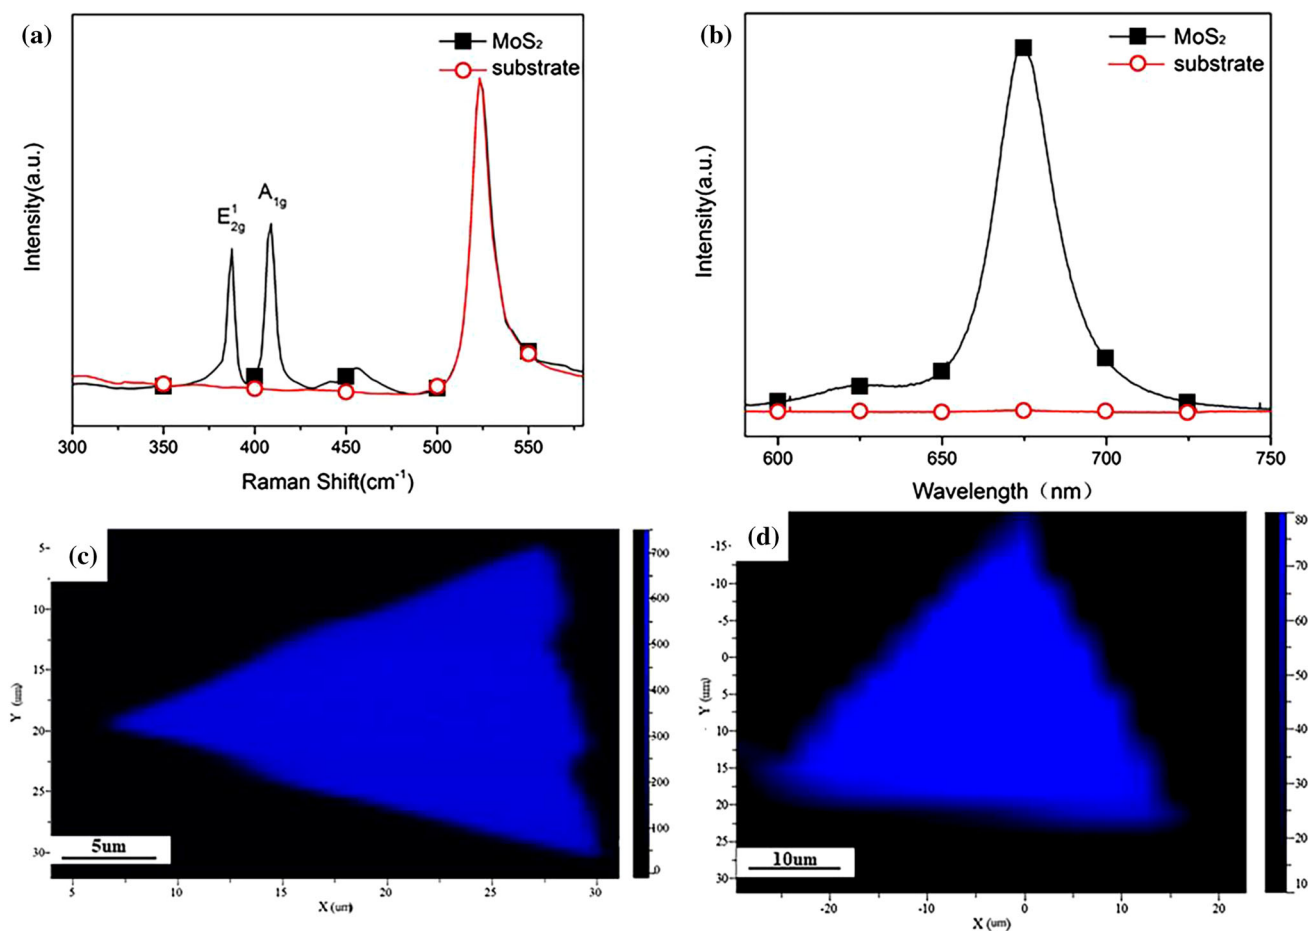 (a)
MoS₂
substrate
E¹₂g
A₁g
Intensity(a.u.)
300 350 400 450 500 550
Raman Shift(cm⁻¹)
(b)
MoS₂
substrate
Intensity(a.u.)
600 650 700 750
Wavelength（nm）
(c)
5
10
15
20
25
30
Y (um)
5um
5 10 15 20 25 30
X (um)
700
600
500
400
300
200
100
0
(d)
-15
-10
-5
0
5
10
15
20
25
30
Y (um)
10um
-20 -10 0 10 20
X (um)
80
70
60
50
40
30
20
10